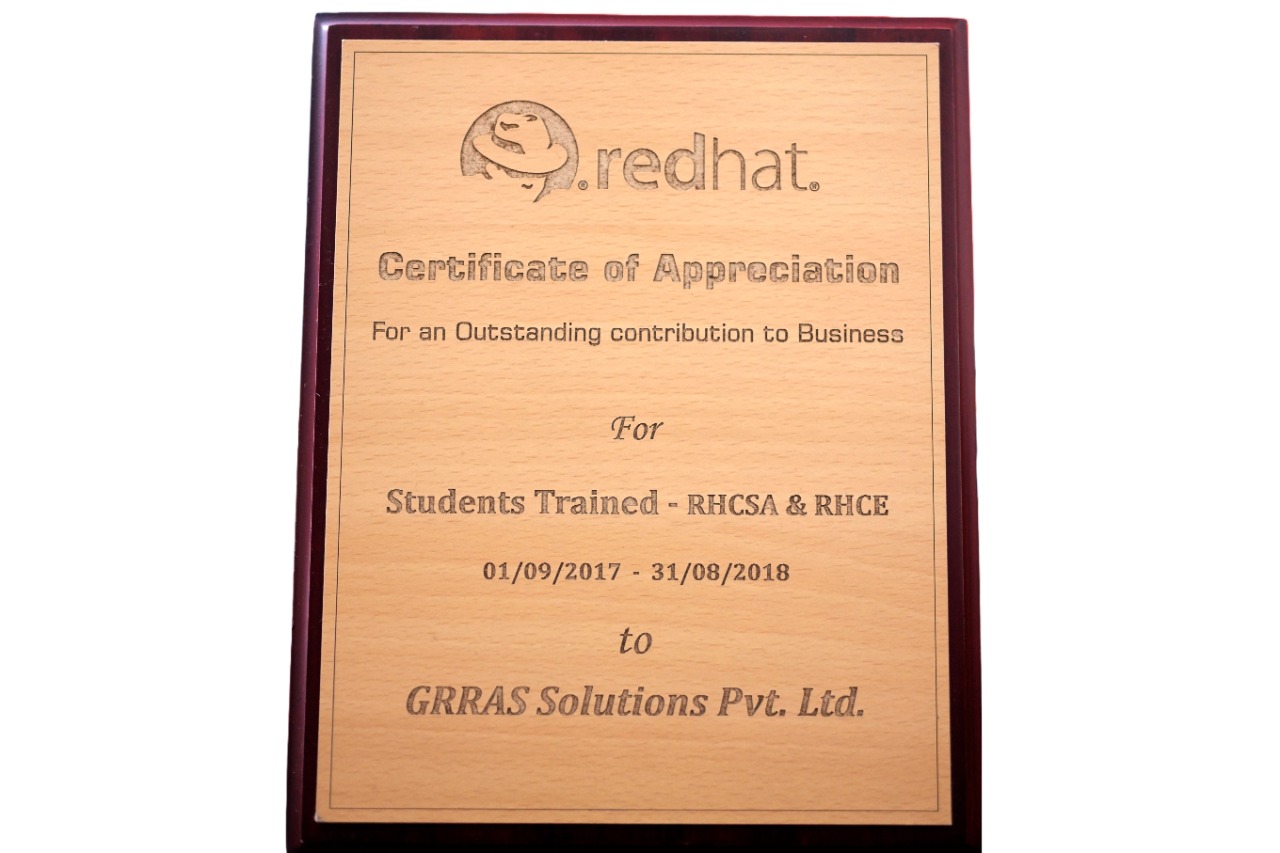 redhat.
Certificate of Appreciation
For an Outstanding contribution to Business
For
Students Trained - RHCSA & RHCE
01/09/2017 - 31/08/2018
to
GRRAS Solutions Pvt. Ltd.